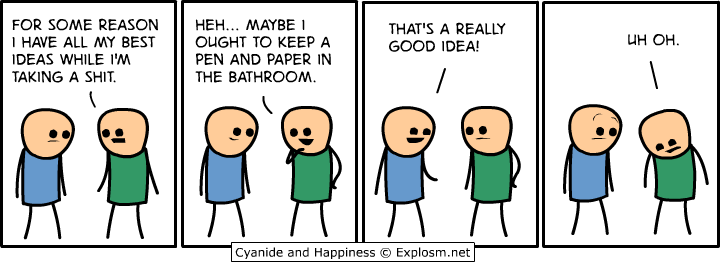 FOR SOME REASON
I HAVE ALL MY BEST
IDEAS WHILE I'M
TAKING A SHIT.
HEH... MAYBE I
OUGHT TO KEEP A
PEN AND PAPER IN
THE BATHROOM.
THAT'S A REALLY
GOOD IDEA!
UH OH.
Cyanide and Happiness © Explosm.net